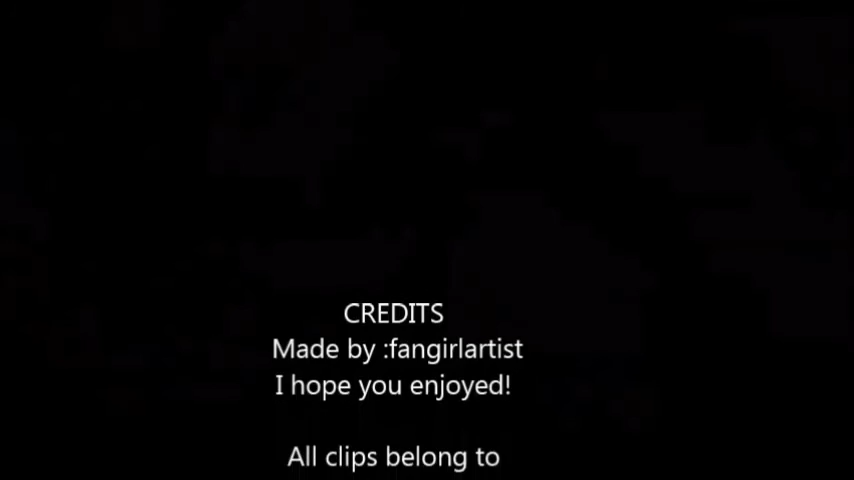 CREDITS
Made by :fangirlartist
I hope you enjoyed!
All clips belong to